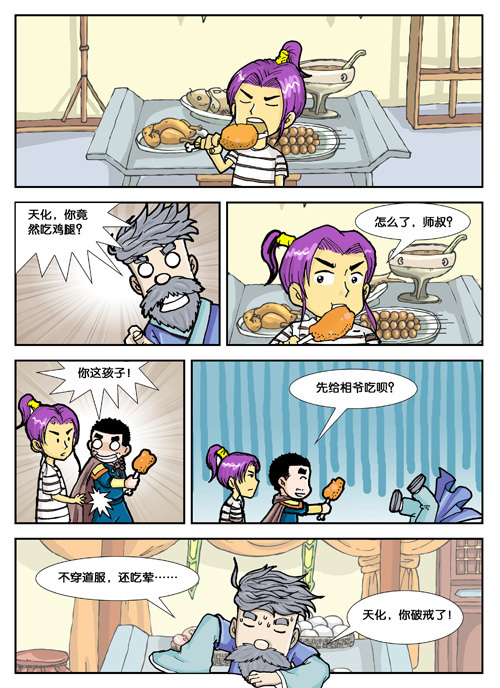 天化，你竟
然吃鸡腿？
怎么了，师叔？
你这孩子！
先给相爷吃呗？
不穿道服，还吃荤……
天化，你破戒了！